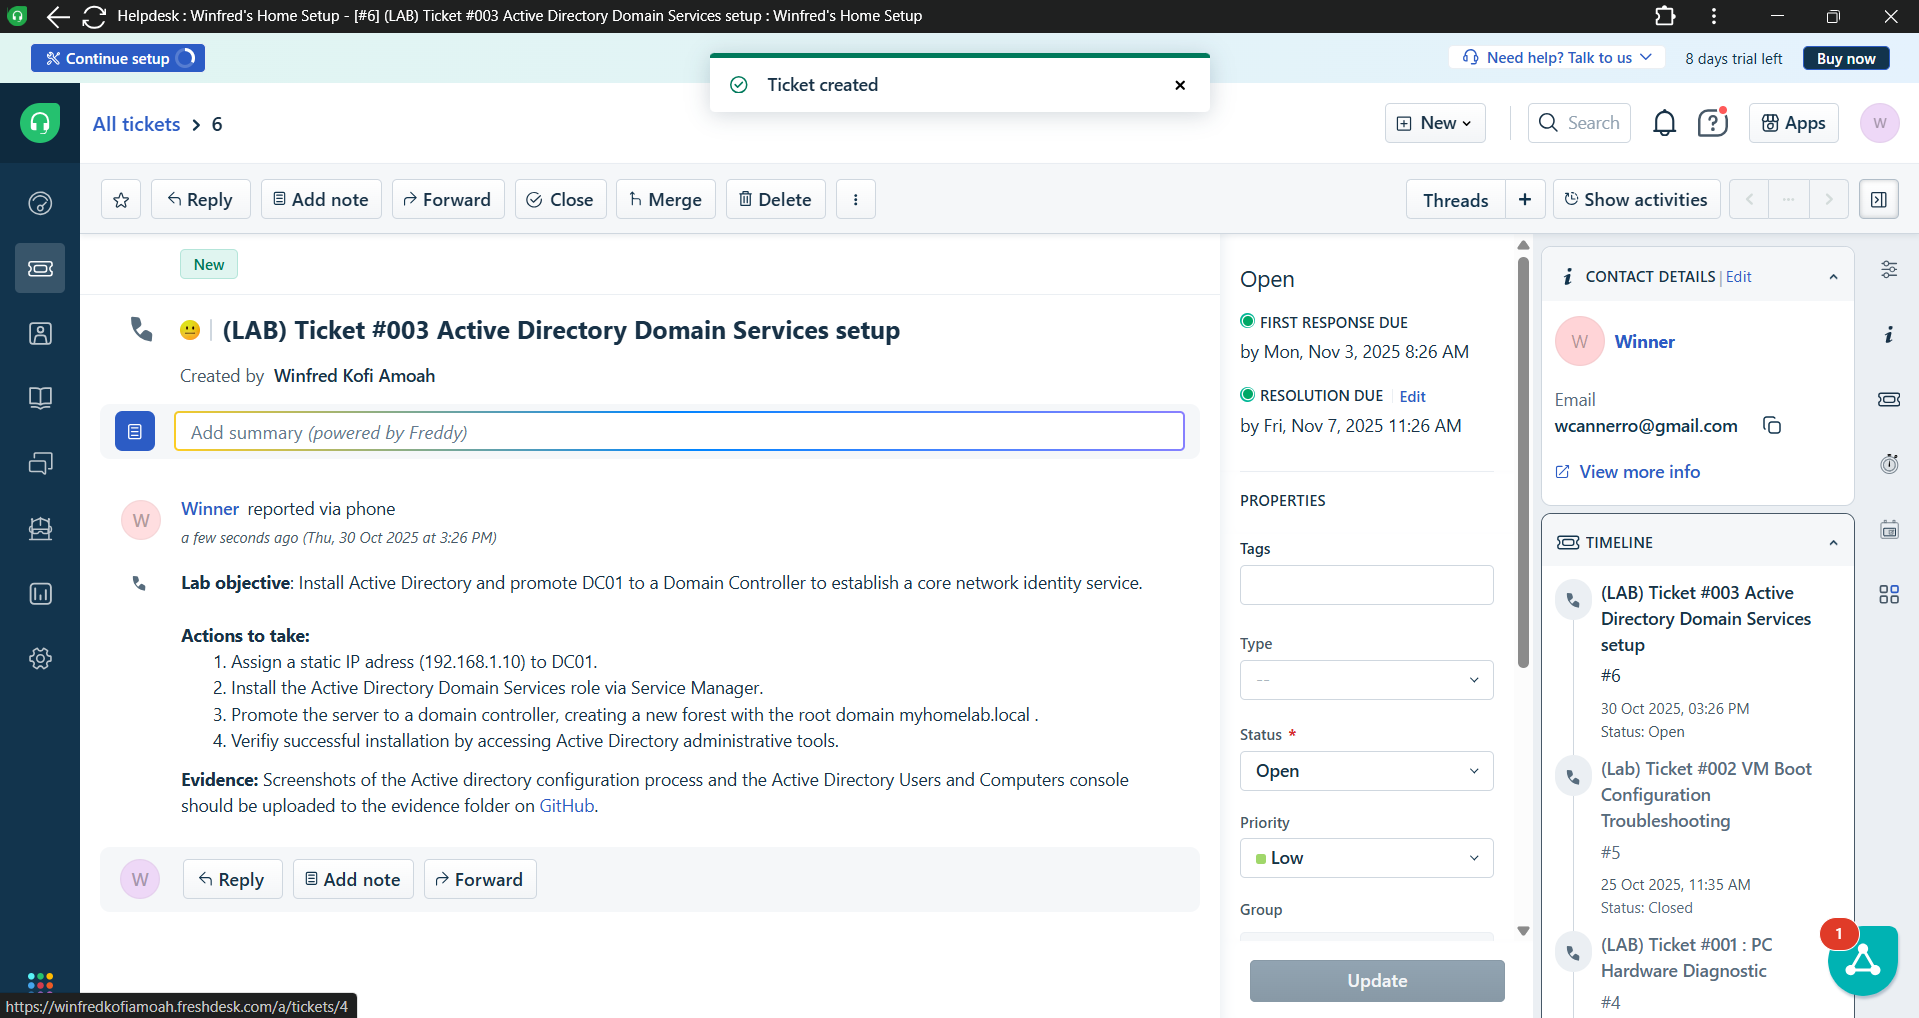 Helpdesk : Winfred's Home Setup - [#6] (LAB) Ticket #003 Active Directory Domain Services setup : Winfred's Home Setup
Continue setup
Ticket created
Need help? Talk to us
8 days trial left
Buy now
All tickets > 6
New
Search
Apps
W
Reply
Add note
Forward
Close
Merge
Delete
Threads
+
Show activities
New
(LAB) Ticket #003 Active Directory Domain Services setup
Created by Winfred Kofi Amoah
Add summary (powered by Freddy)
W
Winner reported via phone
a few seconds ago (Thu, 30 Oct 2025 at 3:26 PM)
Lab objective: Install Active Directory and promote DC01 to a Domain Controller to establish a core network identity service.
Actions to take:
1. Assign a static IP adress (192.168.1.10) to DC01.
2. Install the Active Directory Domain Services role via Service Manager.
3. Promote the server to a domain controller, creating a new forest with the root domain myhomelab.local .
4. Verifiy successful installation by accessing Active Directory administrative tools.
Evidence: Screenshots of the Active directory configuration process and the Active Directory Users and Computers console
should be uploaded to the evidence folder on GitHub.
W
Reply
Add note
Forward
Open
FIRST RESPONSE DUE
by Mon, Nov 3, 2025 8:26 AM
RESOLUTION DUE Edit
by Fri, Nov 7, 2025 11:26 AM
PROPERTIES
Tags
Type
--
Status *
Open
Priority
Low
Group
Update
CONTACT DETAILS | Edit
W
Winner
Email
wcannerro@gmail.com
View more info
TIMELINE
(LAB) Ticket #003 Active
Directory Domain Services
setup
#6
30 Oct 2025, 03:26 PM
Status: Open
(Lab) Ticket #002 VM Boot
Configuration
Troubleshooting
#5
25 Oct 2025, 11:35 AM
Status: Closed
(LAB) Ticket #001 : PC
Hardware Diagnostic
#4
1
https://winfredkofiamoah.freshdesk.com/a/tickets/4